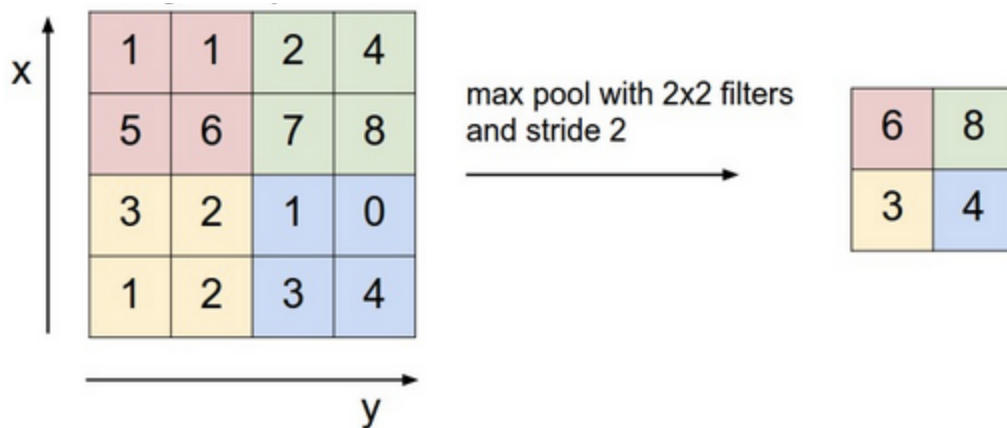 x
1 1 2 4
5 6 7 8
3 2 1 0
1 2 3 4
y
max pool with 2x2 filters
and stride 2
6 8
3 4